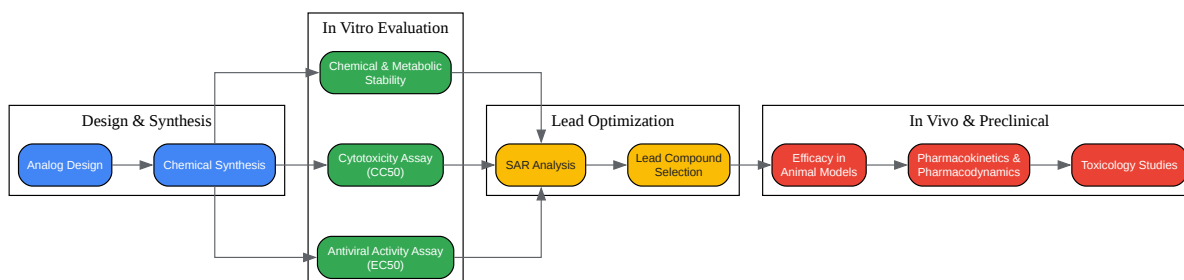 In Vitro Evaluation
Chemical & Metabolic
Stability
Design & Synthesis
Lead Optimization
In Vivo & Preclinical
Analog Design
Chemical Synthesis
Cytotoxicity Assay
(CC50)
SAR Analysis
Lead Compound
Selection
Efficacy in
Animal Models
Pharmacokinetics &
Pharmacodynamics
Toxicology Studies
Antiviral Activity Assay
(EC50)